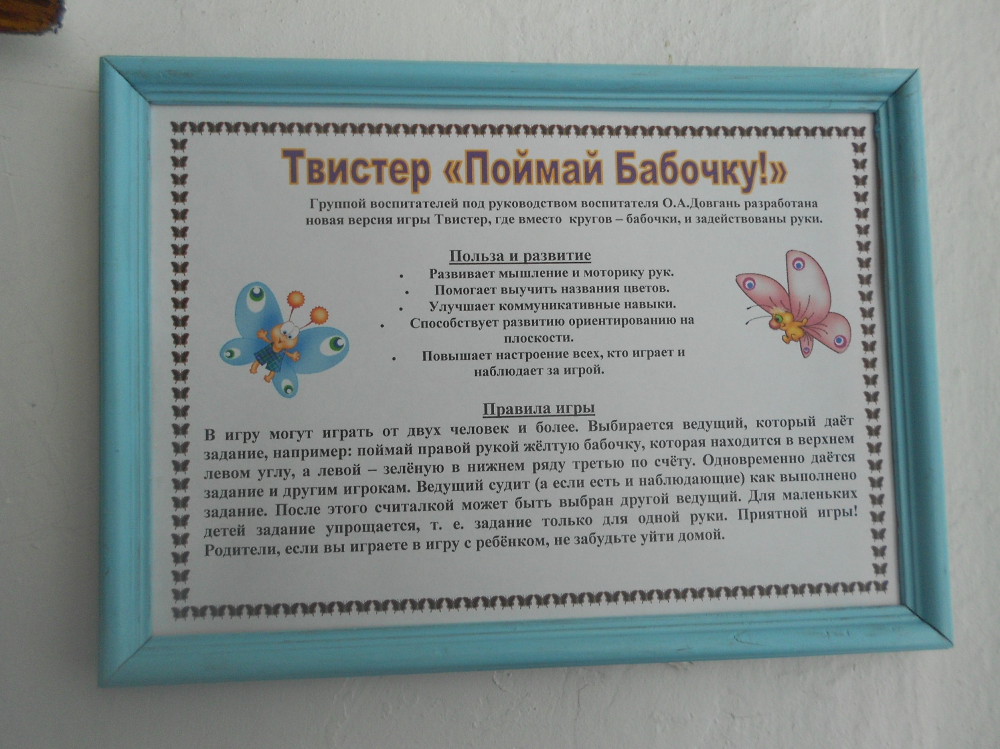 Твистер «Поймай Бабочку!»
Группой воспитателей под руководством воспитателя О.А.Довгань разработана
новая версия игры Твистер, где вместо кругов – бабочки, и задействованы руки.
Польза и развитие
• Развивает мышление и моторику рук.
• Помогает выучить названия цветов.
• Улучшает коммуникативные навыки.
• Способствует развитию ориентированию на
плоскости.
• Повышает настроение всех, кто играет и
наблюдает за игрой.
Правила игры
В игру могут играть от двух человек и более. Выбирается ведущий, который даёт
задание, например: поймай правой рукой жёлтую бабочку, которая находится в верхнем
левом углу, а левой – зелёную в нижнем ряду третью по счёту. Одновременно даётся
задание и другим игрокам. Ведущий судит (а если есть и наблюдающие) как выполнено
задание. После этого считалкой может быть выбран другой ведущий. Для маленьких
детей задание упрощается, т. е. задание только для одной руки. Приятной игры!
Родители, если вы играете в игру с ребёнком, не забудьте уйти домой.